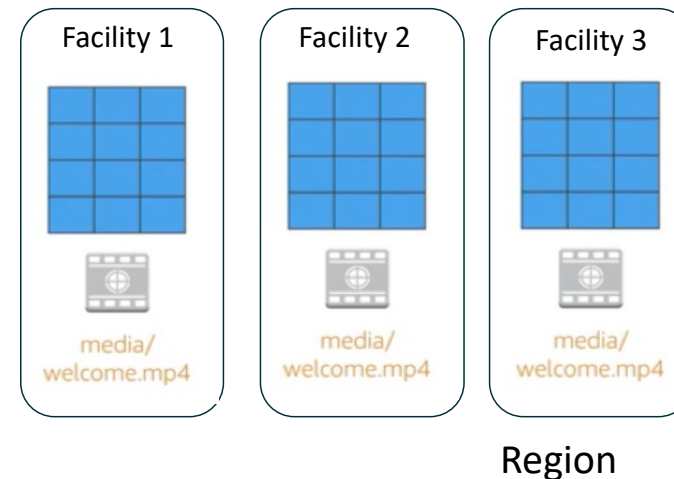 Facility 1
media/
welcome.mp4
Facility 2
media/
welcome.mp4
Facility 3
media/
welcome.mp4
Region